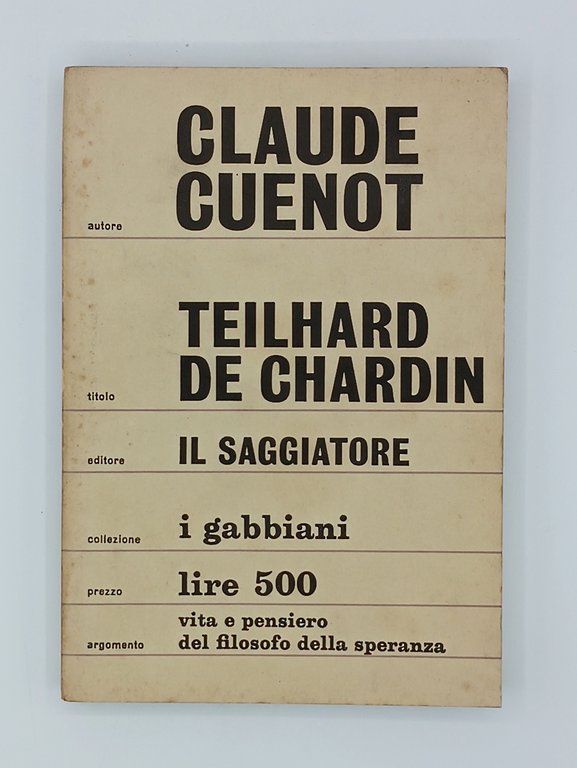 CLAUDE
autore CUENOT
TEILHARD
titolo DE CHARDIN
editore IL SAGGIATORE
collezione i gabbiani
prezzo lire 500
vita e pensiero
argomento del filosofo della speranza